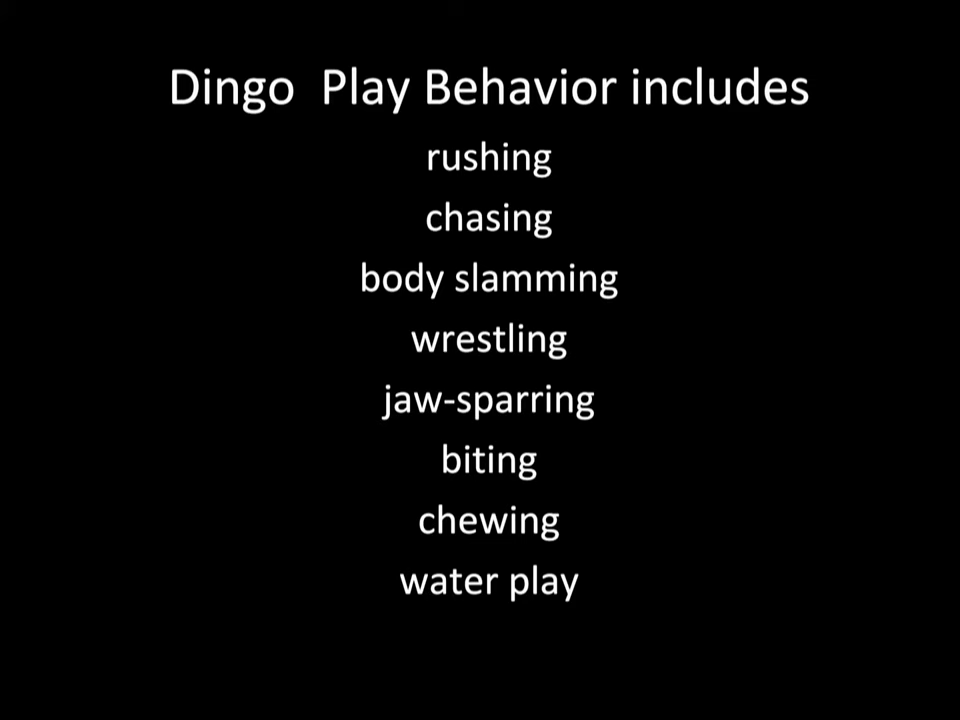 Dingo  Play Behavior includes
rushing
chasing
body slamming
wrestling
jaw-sparring
biting
chewing
water play